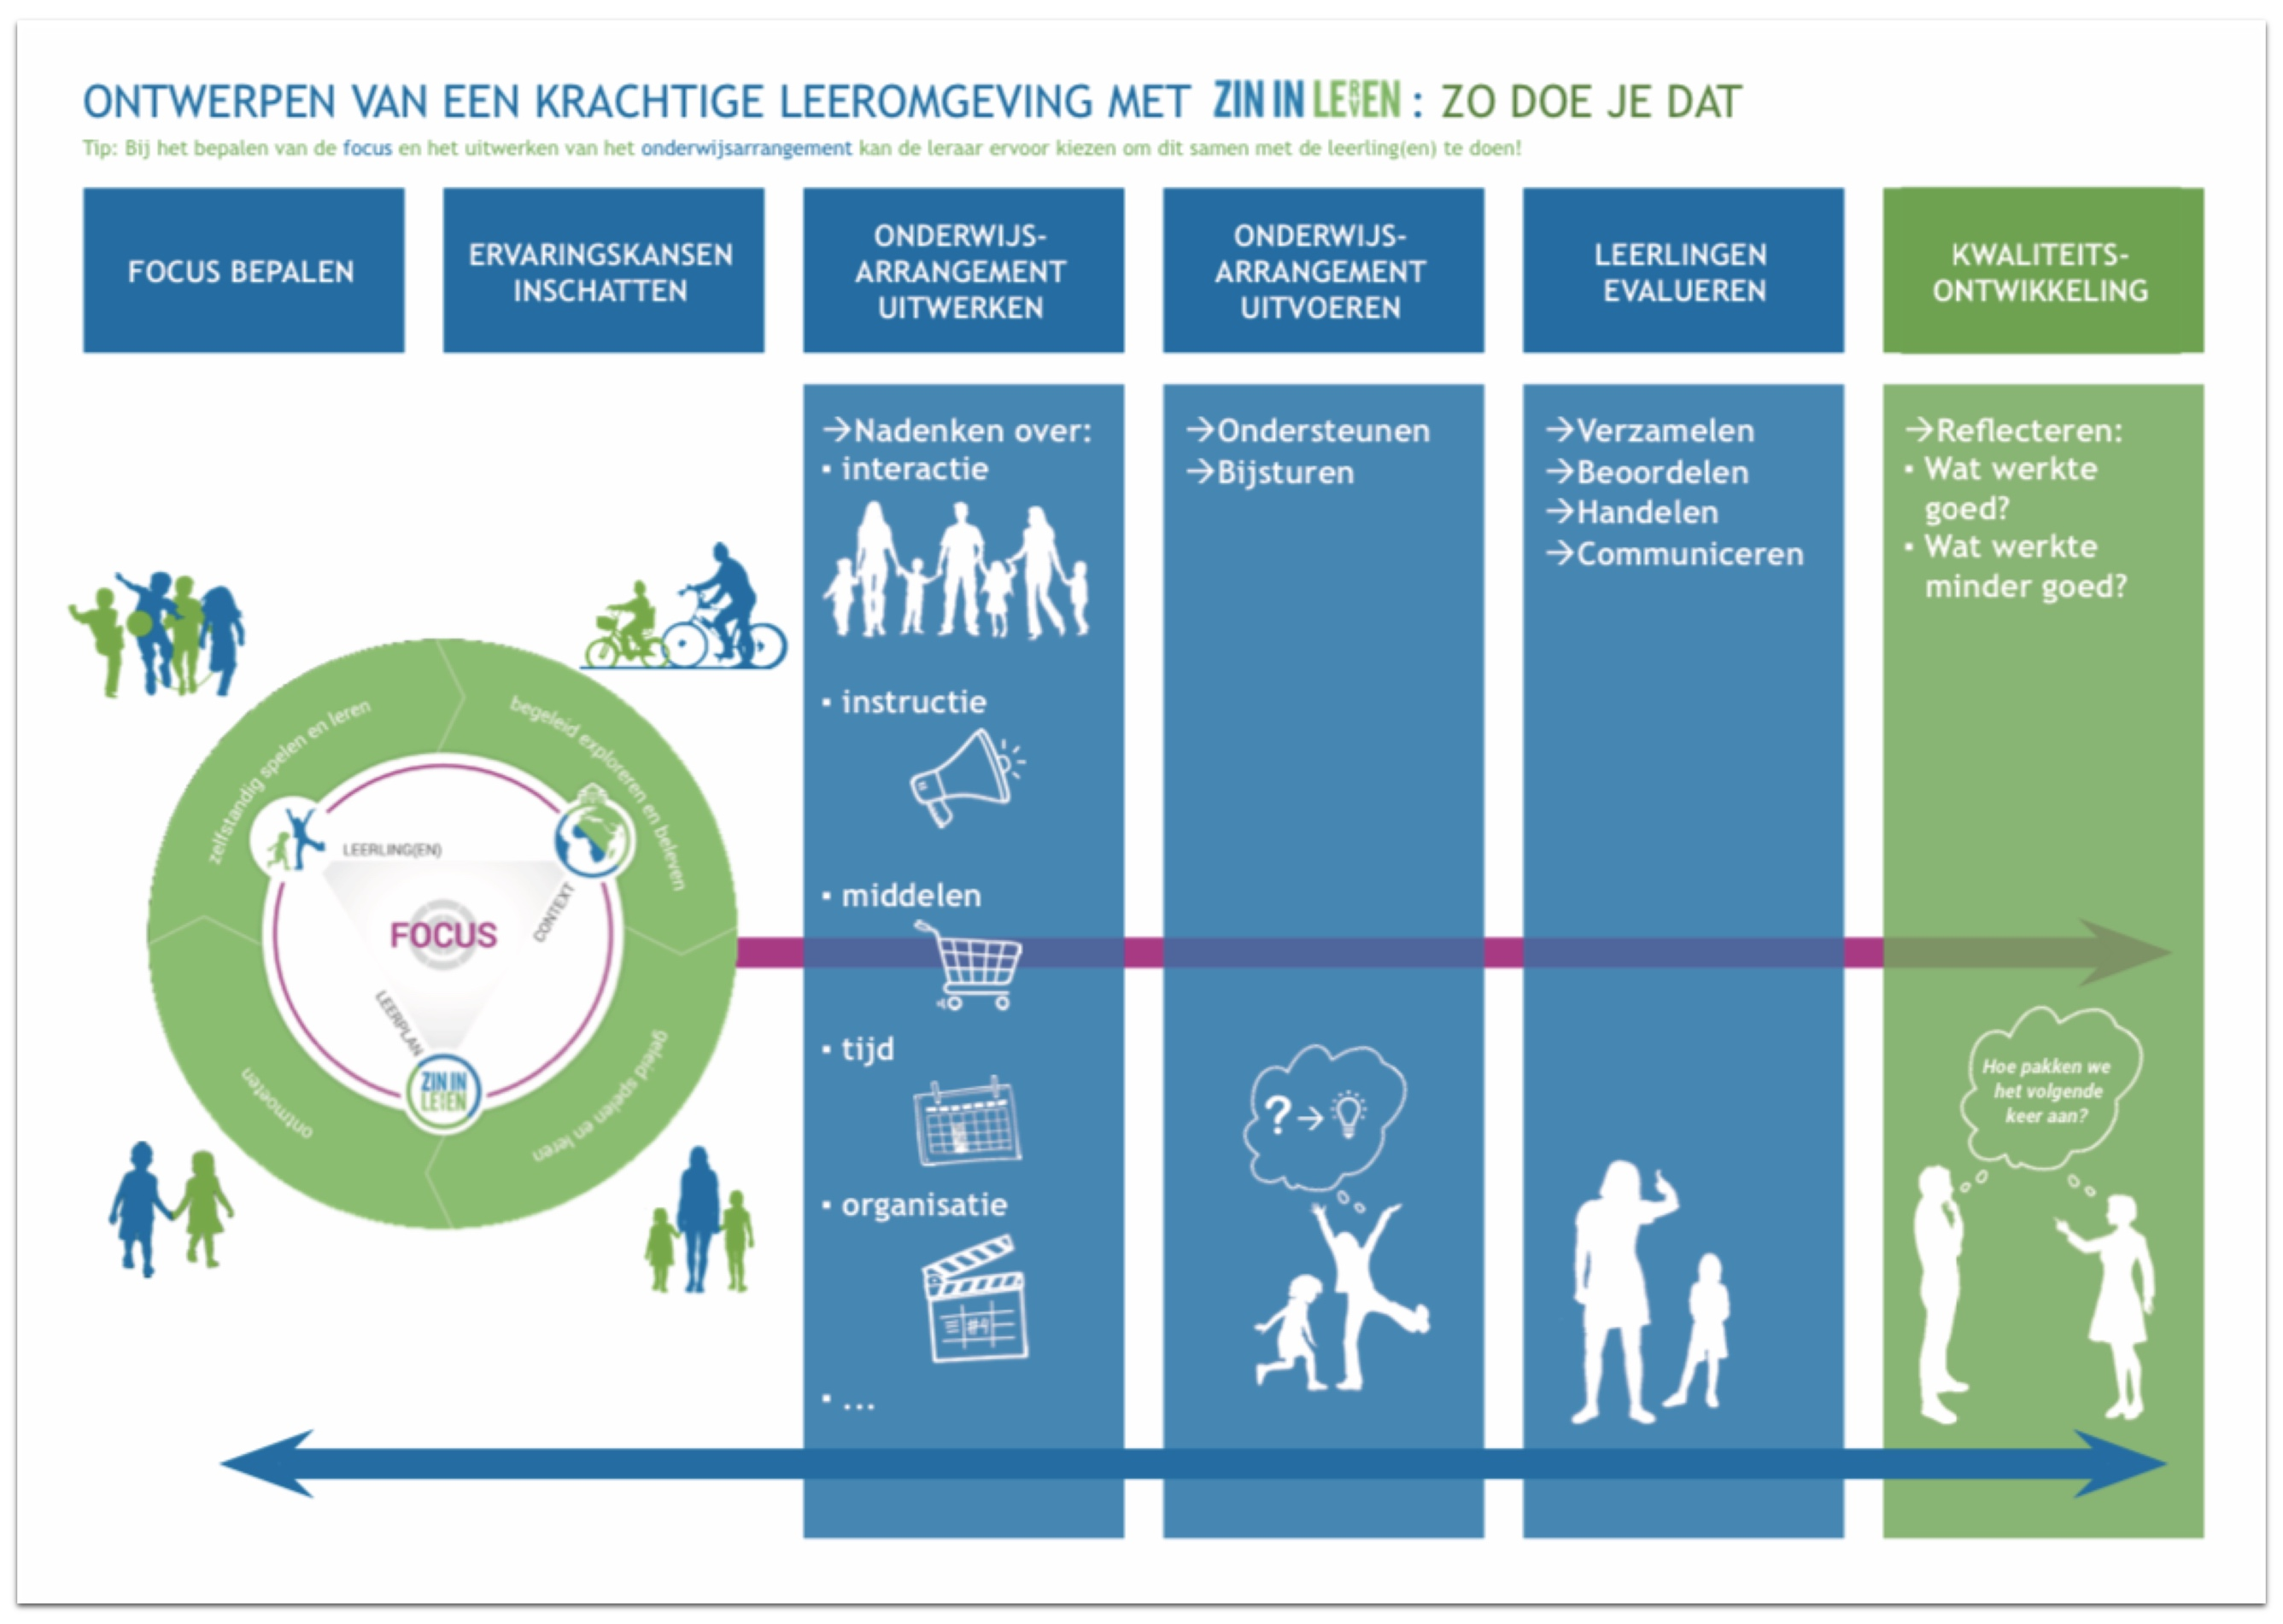 ONTWERPEN VAN EEN KRACHTIGE LEEROMGEVING MET ZIN IN LEREN : ZO DOE JE DAT
Tip: Bij het bepalen van de focus en het uitwerken van het onderwijsarrangement kan de leraar ervoor kiezen om dit samen met de leerling(en) te doen!
FOCUS BEPALEN
ERVARINGSKANSEN
INSCHATTEN
ONDERWIJS-
ARRANGEMENT
UITWERKEN
ONDERWIJS-
ARRANGEMENT
UITVOEREN
LEERLINGEN
EVALUEREN
KWALITEITS-
ONTWIKKELING
zelfstandig spelen en leren
begeleid exploreren en beleven
geleid spelen en leren
ontmoeten
LEERLING(EN)
CONTEXT
LEERPLAN
FOCUS
ZIN IN
LEREN
→Nadenken over:
▪ interactie
▪ instructie
▪ middelen
▪ tijd
▪ organisatie
▪ ...
→Ondersteunen
→Bijsturen
? →
→Verzamelen
→Beoordelen
→Handelen
→Communiceren
→Reflecteren:
▪ Wat werkte
goed?
▪ Wat werkte
minder goed?
Hoe pakken we
het volgende
keer aan?